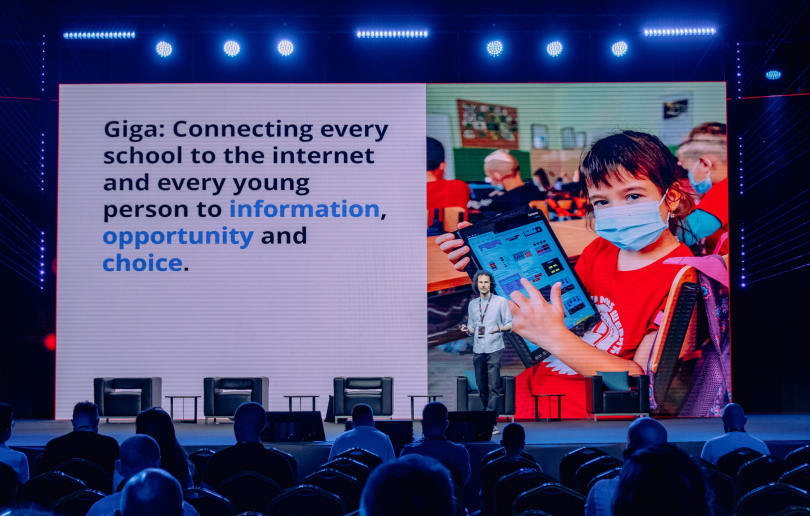 Giga: Connecting every
school to the internet
and every young
person to information,
opportunity and
choice.